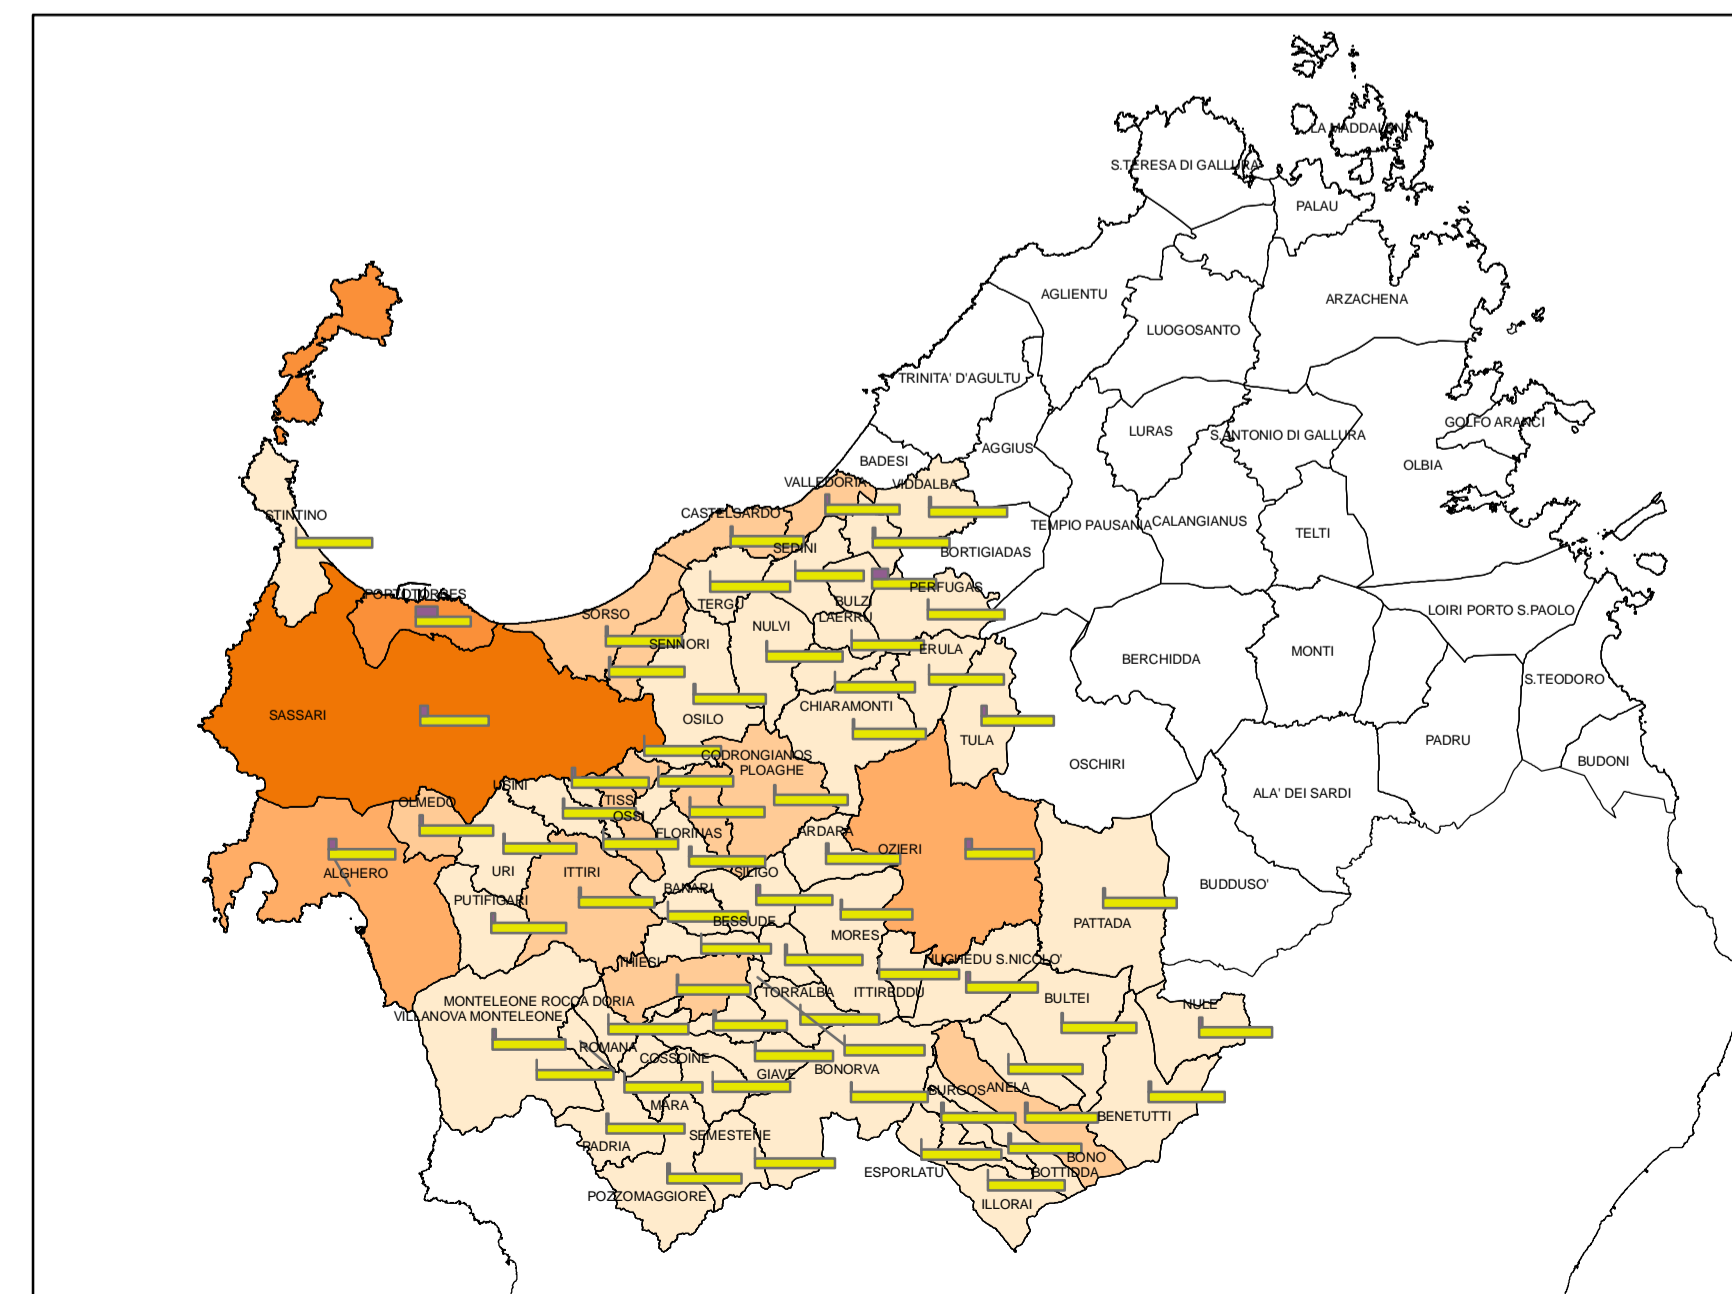 LA MADDALENA
S.TERESA DI GALLURA
PALAU
AGLIENTU
ARZACHENA
LUOGOSANTO
TRINITA' D'AGULTU
GOLFO ARANCI
LURAS
S.ANTONIO DI GALLURA
AGGIUS
BADESI
OLBIA
VALLEDORIA
VIDDALBA
CASTELSARDO
STINTINO
TEMPIO PAUSANIA
CALANGIANUS
TELTI
SEDINI
BORTIGIADAS
PERFUGAS
PORTO TORRES
TERGU
BULZI
LOIRI PORTO S.PAOLO
SORSO
LAERRU
NULVI
SENNORI
ERULA
BERCHIDDA
MONTI
S.TEODORO
CHIARAMONTI
SASSARI
OSILO
TULA
PADRU
CODRONGIANOS
OSCHIRI
BUDONI
PLOAGHE
USINI
ALA' DEI SARDI
OLMEDO
TISSI
OSSI
FLORINAS
ARDARA
OZIERI
ALGHERO
URI
ITTIRI
SILIGO
BUDDUSO'
BANARI
PUTIFIGARI
BESSUDE
PATTADA
MORES
THIESI
NUGHEDU S.NICOLO'
TORRALBA
ITTIREDDU
BULTEI
MONTELEONE ROCCA DORIA
NULE
VILLANOVA MONTELEONE
ROMANA
COSSOINE
GIAVE
BONORVA
BURGOS
ANELA
MARA
BENETUTTI
SEMESTENE
PADRIA
BONO
ESPORLATU
BOTTIDDA
POZZOMAGGIORE
ILLORAI